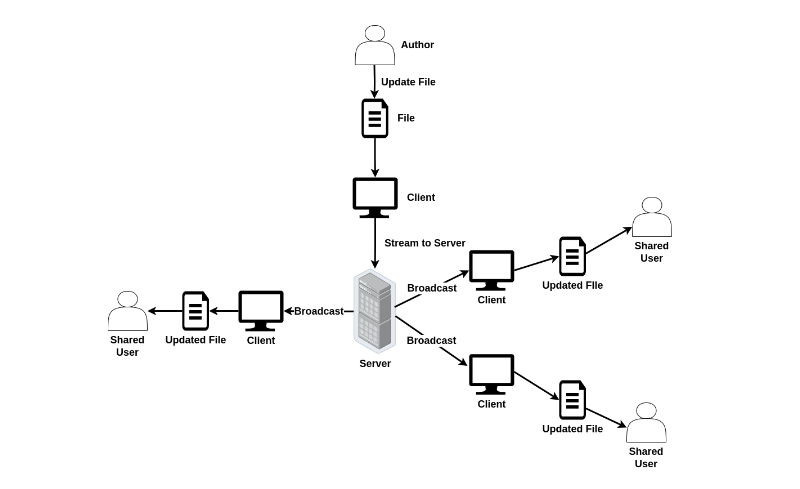 Author
Update File
File
Client
Stream to Server
Shared
User
Broadcast
Client
Updated FIle
Broadcast
Shared
User
Updated File
Client
Server
Broadcast
Client
Updated File
Shared
User